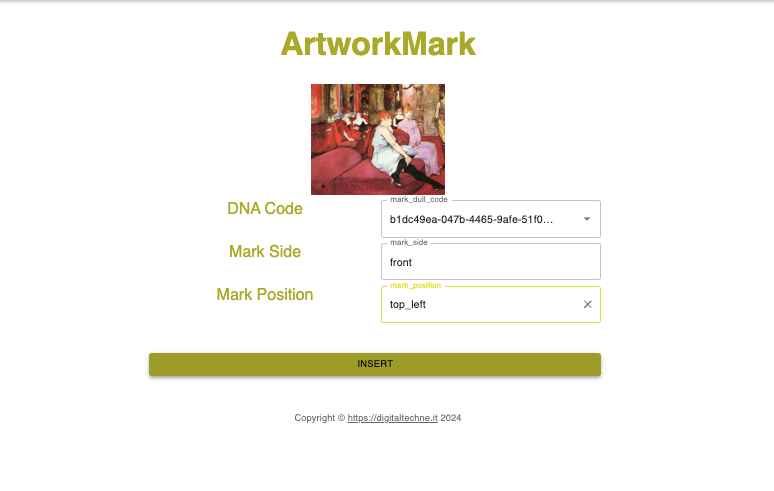 ArtworkMark
DNA Code
mark_dull_code
b1dc49ea-047b-4465-9afe-51f0...
Mark Side
mark_side
front
Mark Position
mark_position
top_left
INSERT
Copyright © https://digitaltechne.it 2024